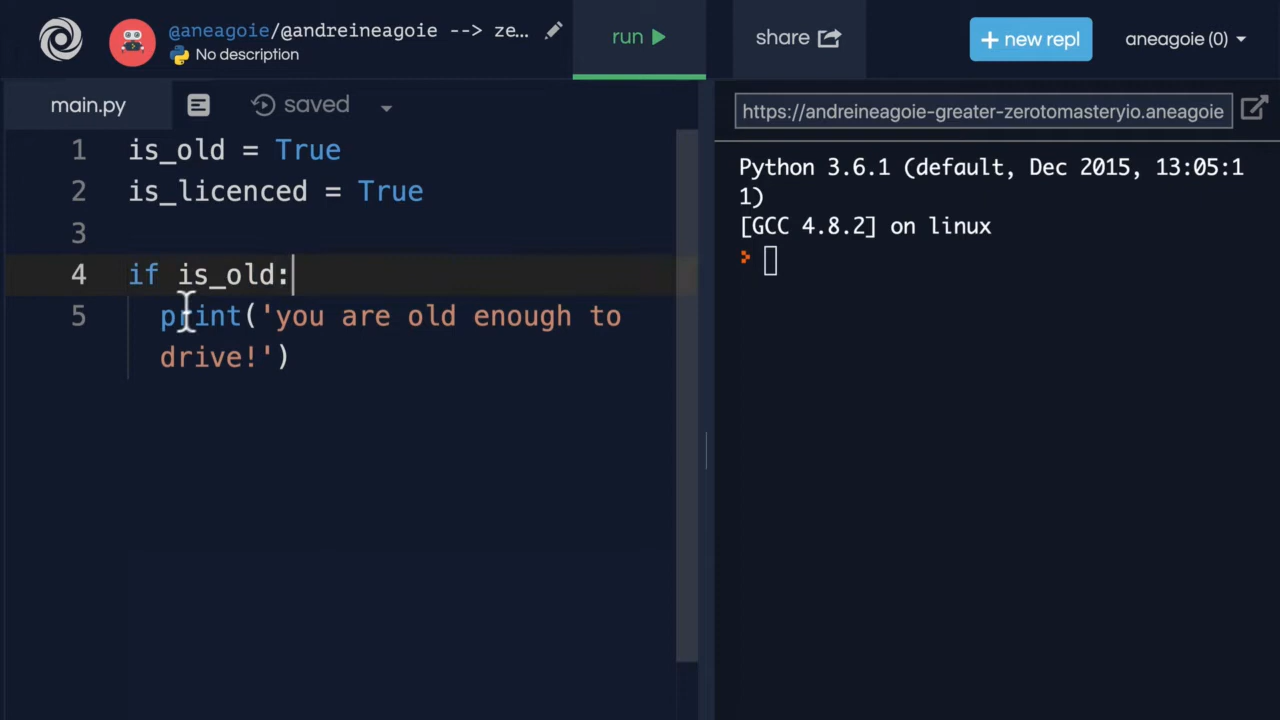 @aneagoie/@andreineagoie --> ze...
No description
run
share
+ new repl
aneagoie (0)
main.py
saved
https://andreineagoie-greater-zerotomasteryio.aneagoie
1 is_old = True
2 is_licenced = True
3
4 if is_old:
5 print('you are old enough to
drive!')
Python 3.6.1 (default, Dec 2015, 13:05:1
1)
[GCC 4.8.2] on linux